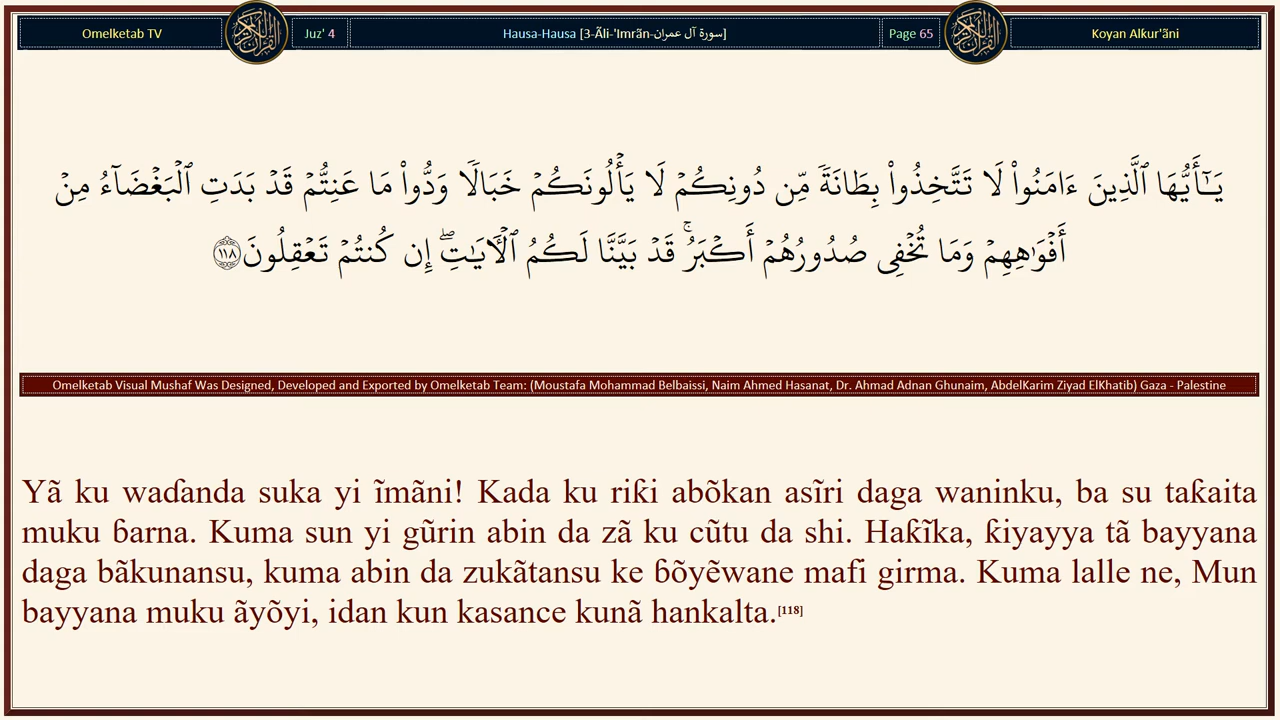 Omelketab TV
Juz' 4
Hausa-Hausa [3-Ãli-'Imrãn-سورة آل عمران]
Page 65
Koyan Alƙur'ãni
يَـٰٓأَيُّهَا ٱلَّذِينَ ءَامَنُوا۟ لَا تَتَّخِذُوا۟ بِطَانَةً مِّن دُونِكُمْ لَا يَأْلُونَكُمْ خَبَالًا وَدُّوا۟ مَا عَنِتُّمْ قَدْ بَدَتِ ٱلْبَغْضَآءُ مِنْ
أَفْوَٰهِهِمْ وَمَا تُخْفِى صُدُورُهُمْ أَكْبَرُ ۚ قَدْ بَيَّنَّا لَكُمُ ٱلْـَٔايَـٰتِ ۖ إِن كُنتُمْ تَعْقِلُونَ ١١٨
Omelketab Visual Mushaf Was Designed, Developed and Exported by Omelketab Team: (Moustafa Mohammad Belbaissi, Naim Ahmed Hasanat, Dr. Ahmad Adnan Ghunaim, AbdelKarim Ziyad ElKhatib) Gaza - Palestine
Yã ku waɗanda suka yi ĩmãni! Kada ku riƙi abõkan asĩri daga waninku, ba su taƙaita
muku ɓarna. Kuma sun yi gũrin abin da zã ku cũtu da shi. Haƙĩka, ƙiyayya tã bayyana
daga bãkunansu, kuma abin da zukãtansu ke ɓõyẽwane mafi girma. Kuma lalle ne, Mun
bayyana muku ãyõyi, idan kun kasance kunã hankalta.[118]